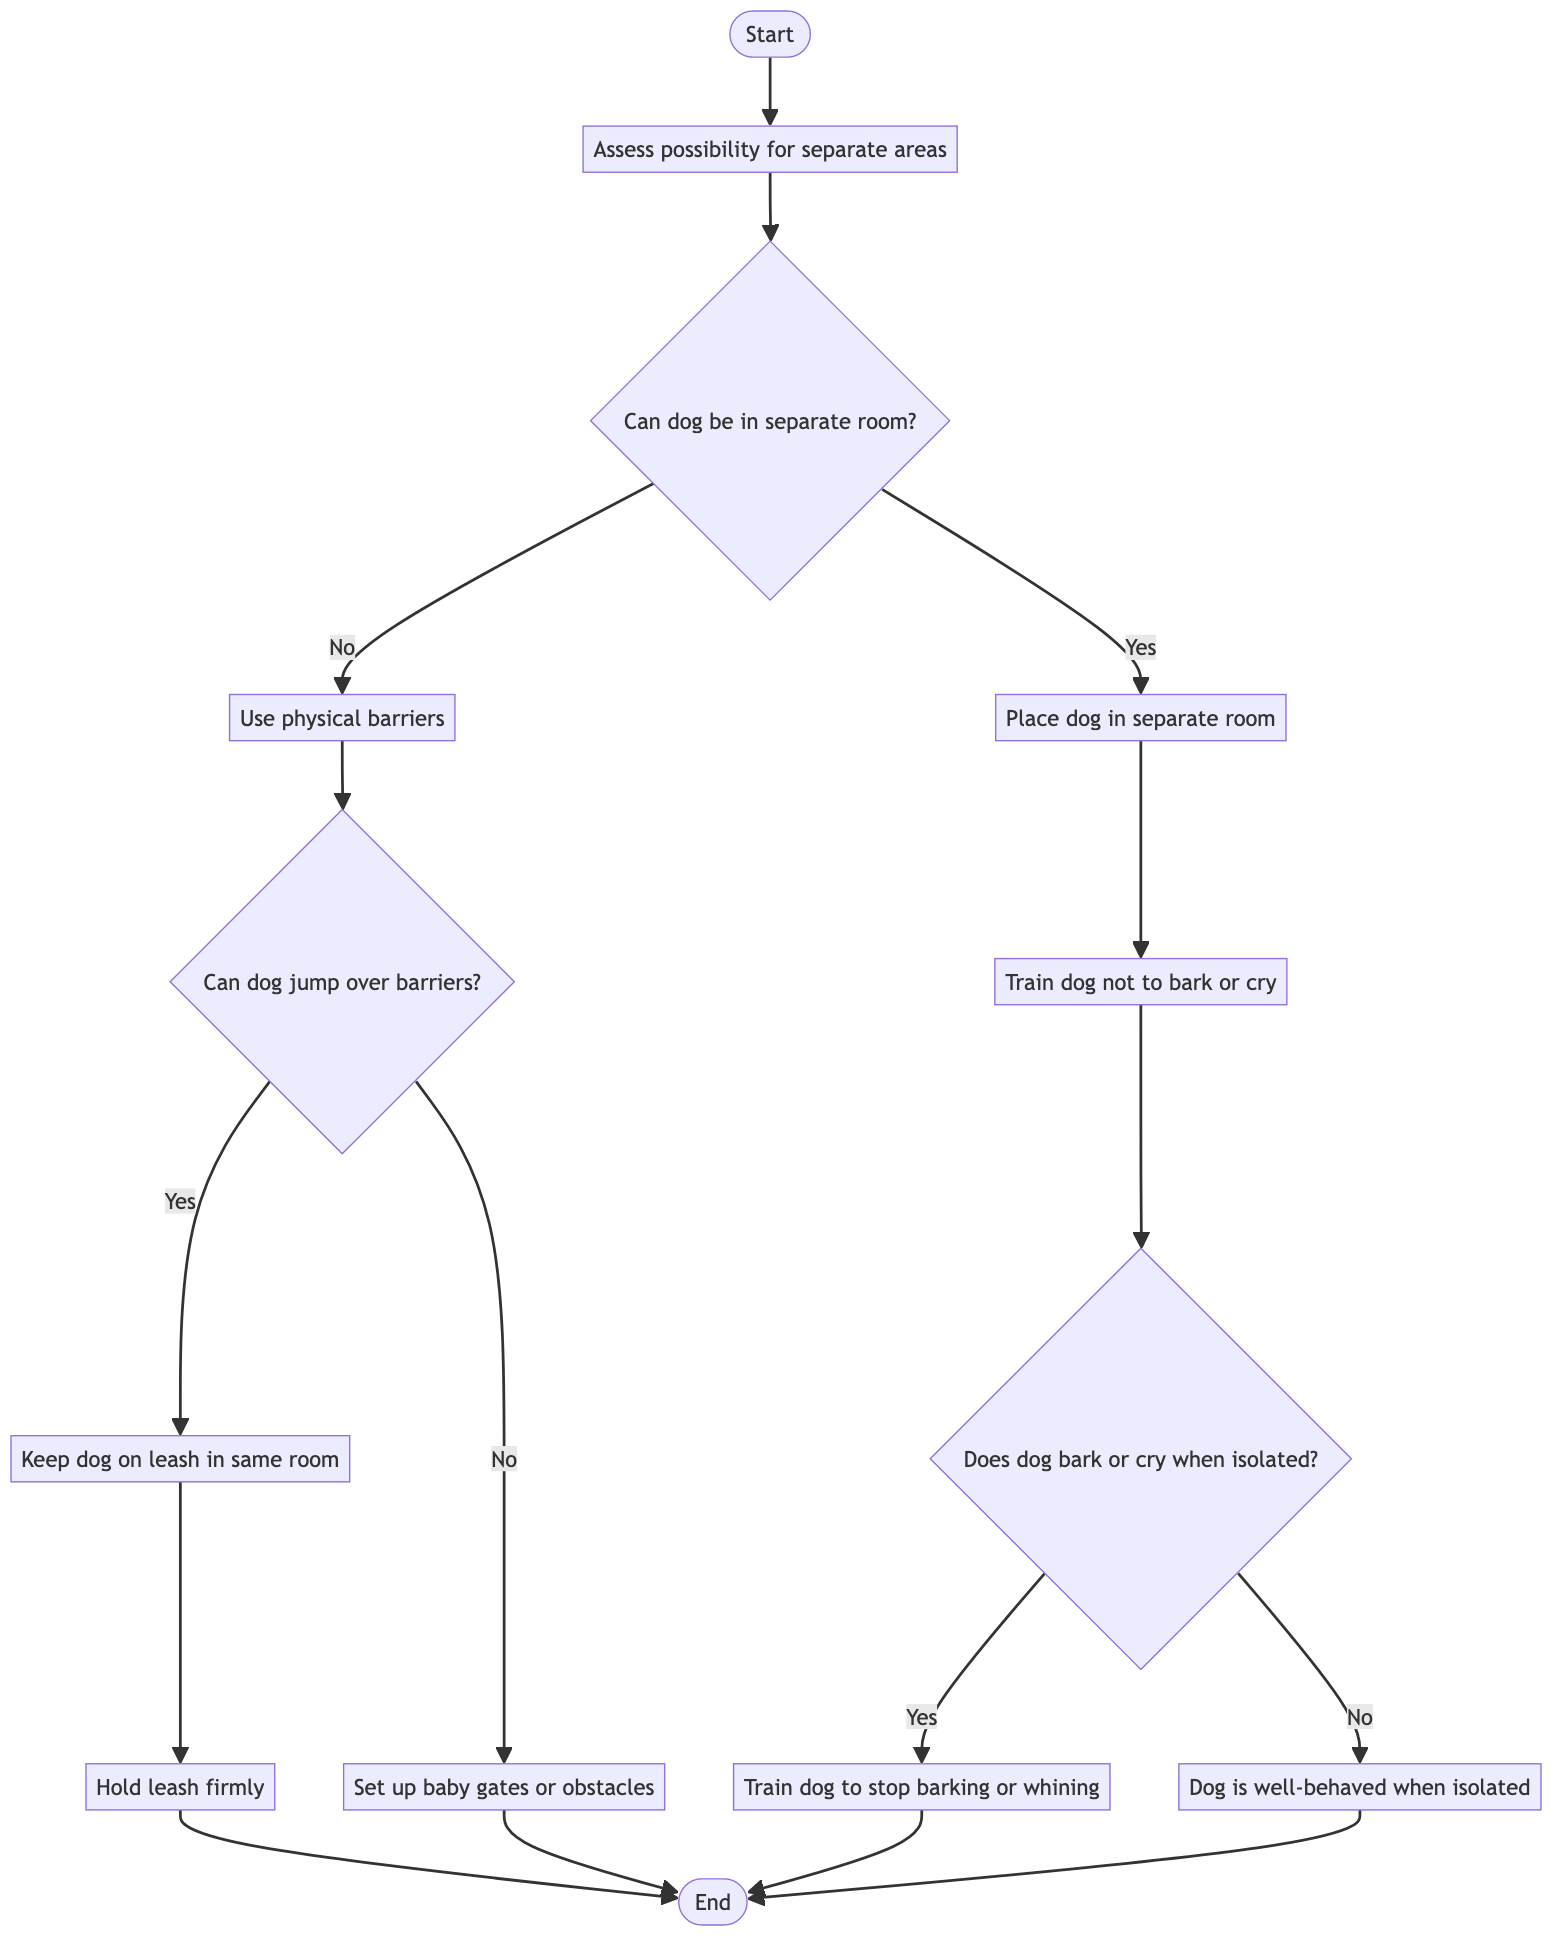 Start
Assess possibility for separate areas
Can dog be in separate room?
No
Yes
Use physical barriers
Place dog in separate room
Can dog jump over barriers?
Train dog not to bark or cry
Yes
No
Keep dog on leash in same room
Does dog bark or cry when isolated?
Yes
No
Hold leash firmly
Set up baby gates or obstacles
Train dog to stop barking or whining
Dog is well-behaved when isolated
End